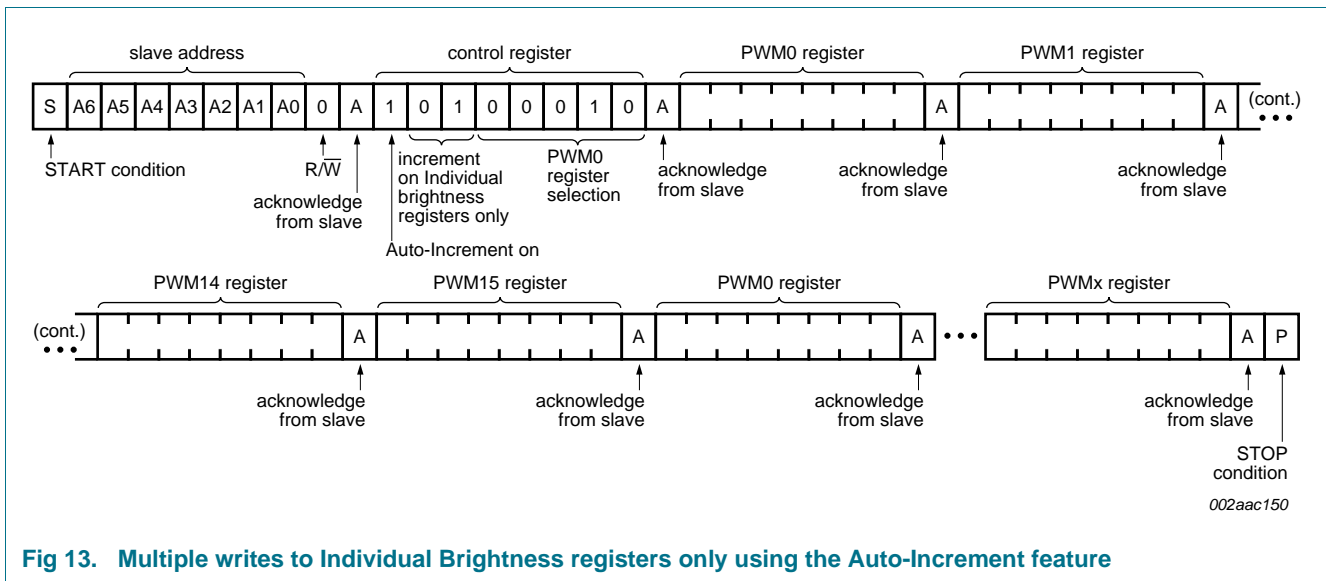 slave address
control register
PWM0 register
PWM1 register
S A6 A5 A4 A3 A2 A1 A0 0 A 1 0 1 0 0 0 1 0 A A A (cont.)
START condition
R/W̅
acknowledge
from slave
Auto-Increment on
increment
on Individual
brightness
registers only
PWM0
register
selection
acknowledge
from slave
acknowledge
from slave
acknowledge
from slave
PWM14 register
PWM15 register
PWM0 register
PWMx register
(cont.) A A A A P
acknowledge
from slave
acknowledge
from slave
acknowledge
from slave
acknowledge
from slave
STOP
condition
002aac150
Fig 13. Multiple writes to Individual Brightness registers only using the Auto-Increment feature